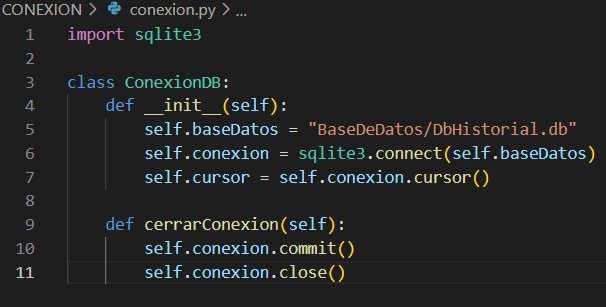 CONEXION > conexion.py > ...
1 import sqlite3
2
3 class ConexionDB:
4 def __init__(self):
5 self.baseDatos = "BaseDeDatos/DbHistorial.db"
6 self.conexion = sqlite3.connect(self.baseDatos)
7 self.cursor = self.conexion.cursor()
8
9 def cerrarConexion(self):
10 self.conexion.commit()
11 self.conexion.close()